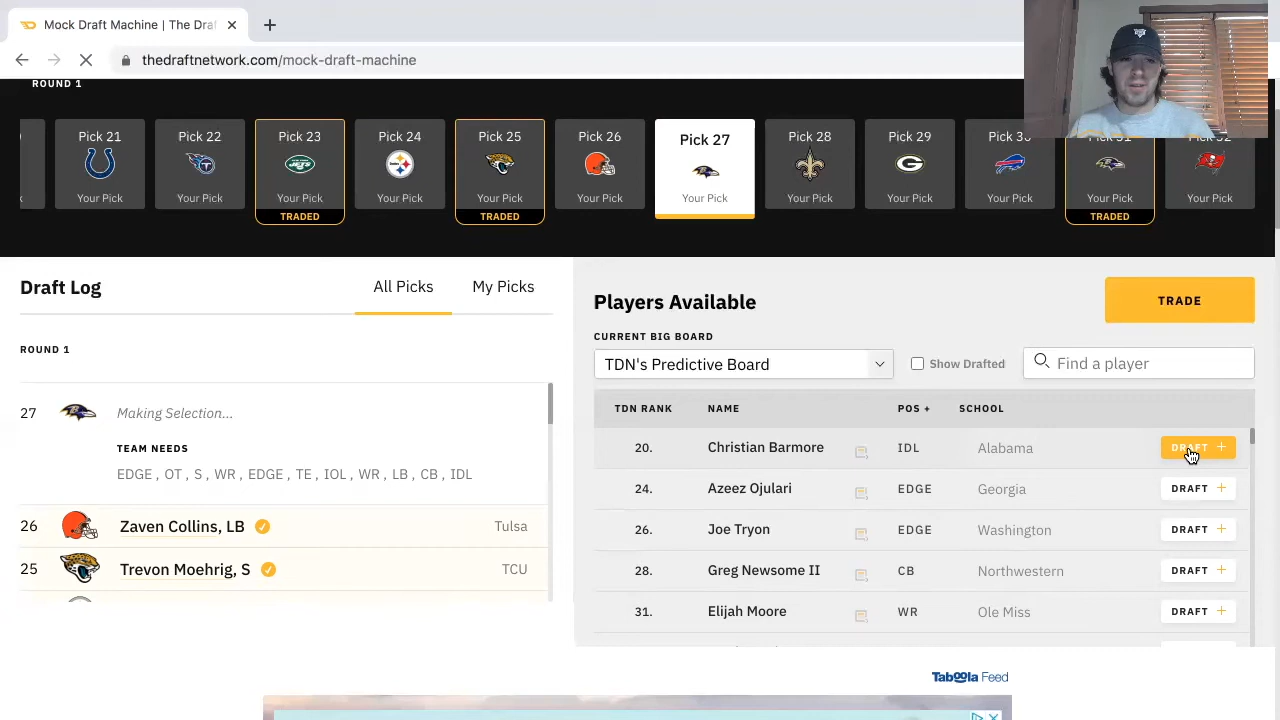 Mock Draft Machine | The Draf
thedraftnetwork.com/mock-draft-machine
ROUND 1
Pick 21
Pick 22
Pick 23
Pick 24
Pick 25
Pick 26
Pick 27
Pick 28
Pick 29
Pick 30
Your Pick
Your Pick
Your Pick
Your Pick
Your Pick
Your Pick
Your Pick
Your Pick
Your Pick
Your Pick
Your Pick
Your Pick
TRADED
TRADED
TRADED
Draft Log
All Picks
My Picks
ROUND 1
27
Making Selection...
TEAM NEEDS
EDGE , OT , S , WR , EDGE , TE , IOL , WR , LB , CB , IDL
26 Zaven Collins, LB Tulsa
25 Trevon Moehrig, S TCU
Players Available
TRADE
CURRENT BIG BOARD
TDN's Predictive Board
Show Drafted
Find a player
TDN RANK NAME POS + SCHOOL
20. Christian Barmore IDL Alabama DRAFT +
24. Azeez Ojulari EDGE Georgia DRAFT +
26. Joe Tryon EDGE Washington DRAFT +
28. Greg Newsome II CB Northwestern DRAFT +
31. Elijah Moore WR Ole Miss DRAFT +
Taboola Feed